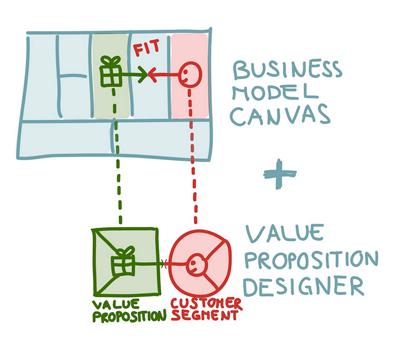 FIT
BUSINESS
MODEL
CANVAS
+
VALUE
PROPOSITION
DESIGNER
VALUE
PROPOSITION
CUSTOMER
SEGMENT